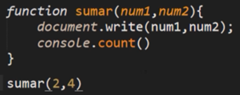 function sumar(num1,num2){
document.write(num1,num2);
console.count()
}
sumar(2,4)